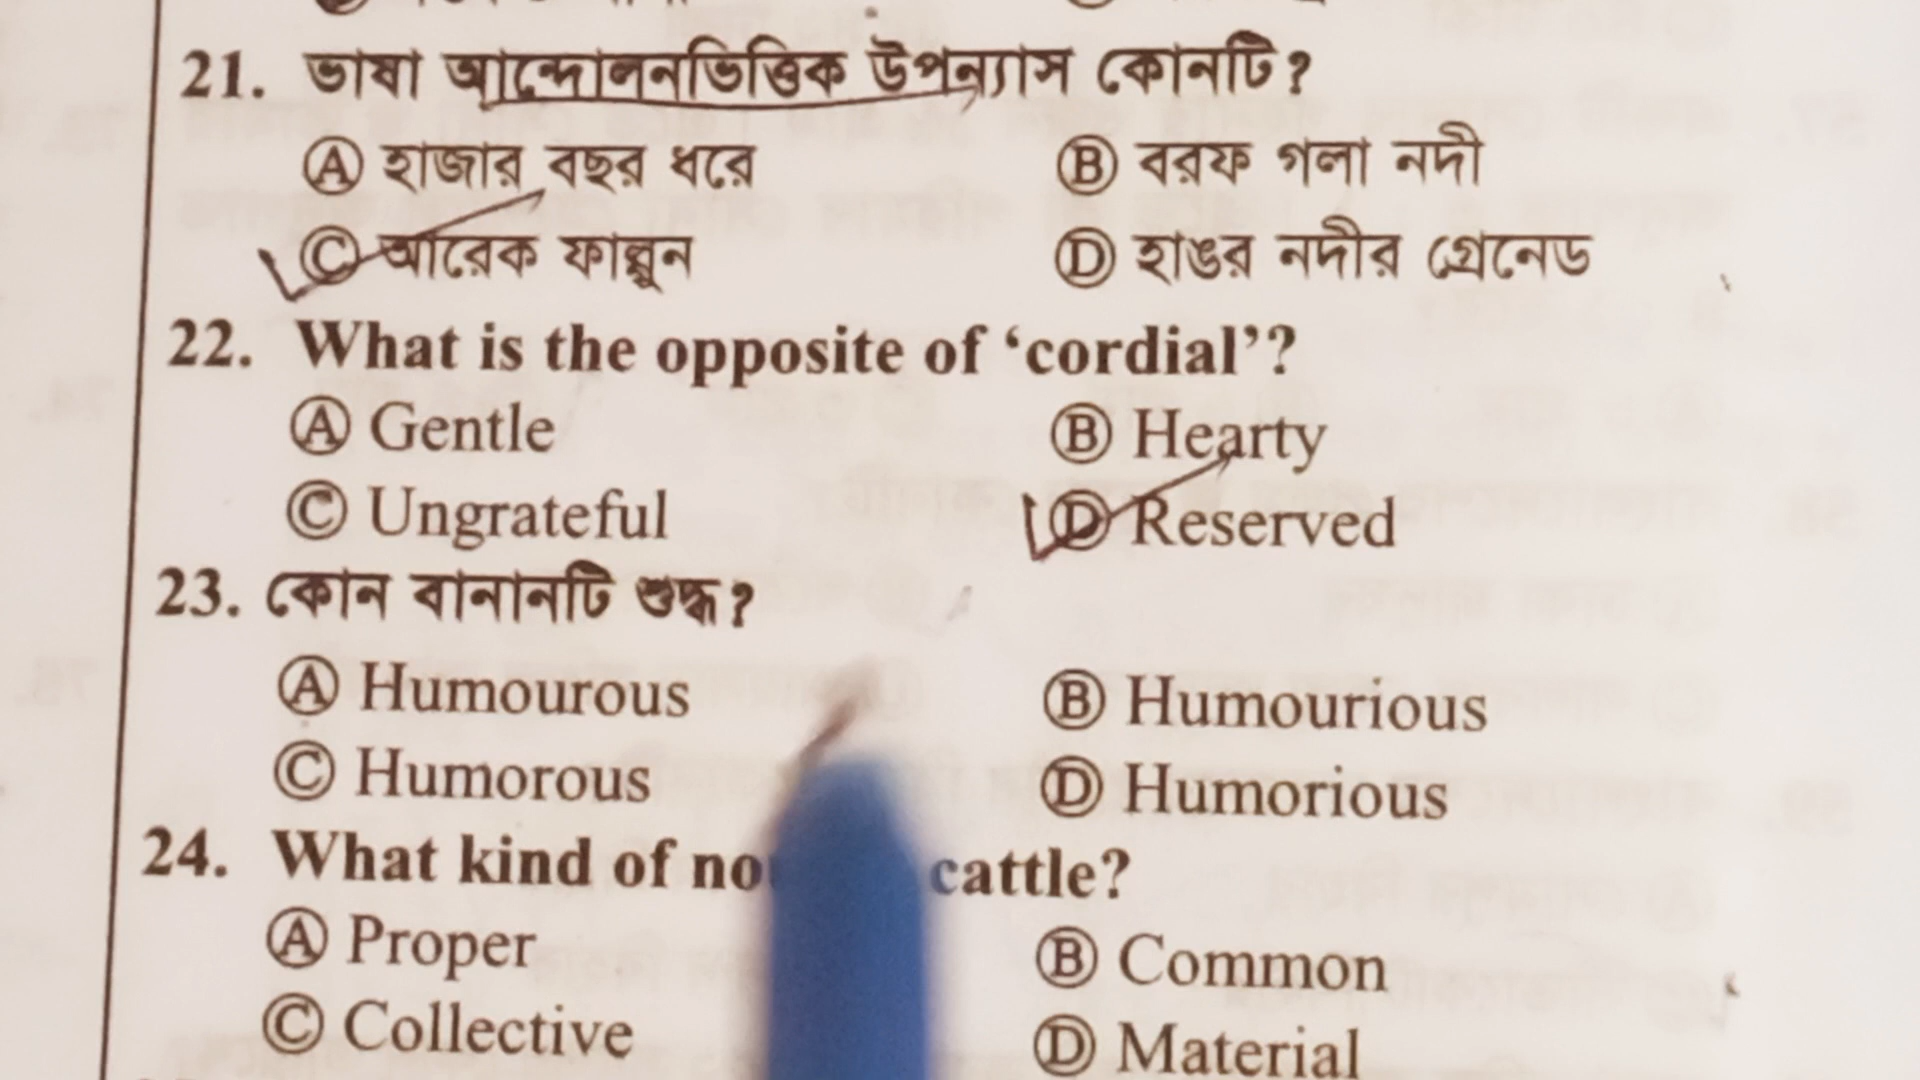 21. ভাষা আন্দোলনভিত্তিক উপন্যাস কোনটি?
Ⓐ হাজার বছর ধরে Ⓑ বরফ গলা নদী
Ⓒ আরেক ফাল্গুন Ⓓ হাঙর নদীর গ্রেনেড
22. What is the opposite of ‘cordial’?
Ⓐ Gentle Ⓑ Hearty
Ⓒ Ungrateful Ⓓ Reserved
23. কোন বানানটি শুদ্ধ?
Ⓐ Humourous Ⓑ Humourious
Ⓒ Humorous Ⓓ Humorious
24. What kind of cattle?
Ⓐ Proper Ⓑ Common
Ⓒ Collective Ⓓ Material